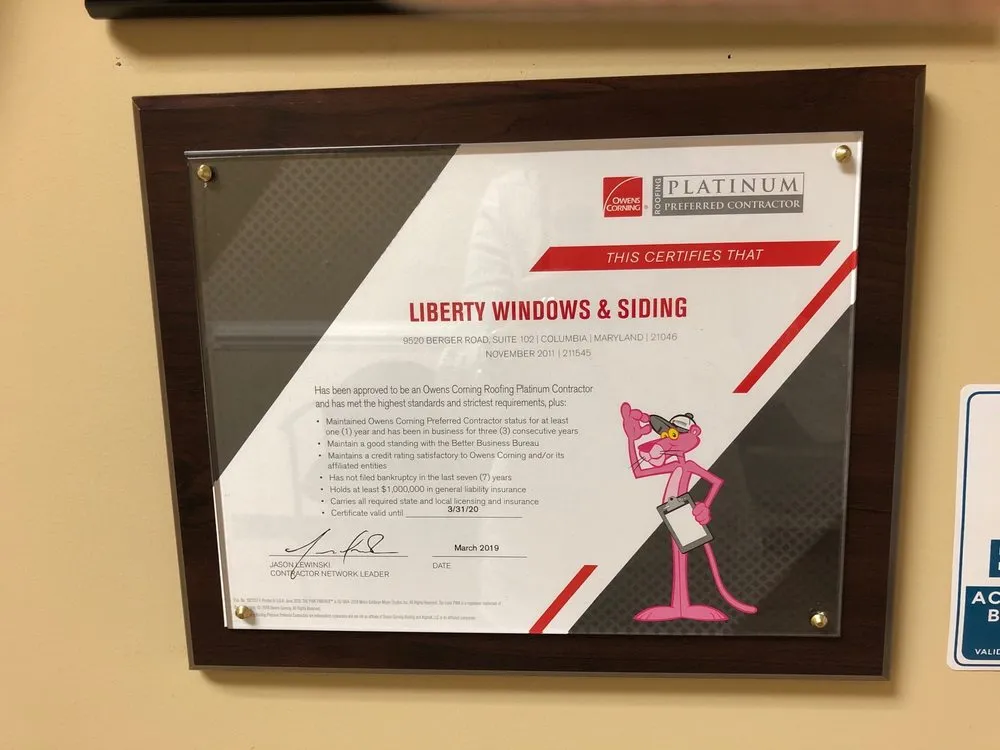 OWENS
CORNING
ROOFING
PLATINUM
PREFERRED CONTRACTOR
THIS CERTIFIES THAT
LIBERTY WINDOWS & SIDING
9520 BERGER ROAD, SUITE 102 | COLUMBIA | MARYLAND | 21046
NOVEMBER 2011 | 211545
Has been approved to be an Owens Corning Roofing Platinum Contractor
and has met the highest standards and strictest requirements, plus:
• Maintained Owens Corning Preferred Contractor status for at least
one (1) year and has been in business for three (3) consecutive years
• Maintain a good standing with the Better Business Bureau
• Maintains a credit rating satisfactory to Owens Corning and/or its
affiliated entities
• Has not filed bankruptcy in the last seven (7) years
• Holds at least $1,000,000 in general liability insurance
• Carries all required state and local licensing and insurance
• Certificate valid until 3/31/20
March 2019
JASON LEWINSKI
CONTRACTOR NETWORK LEADER
DATE
AC
B
VALID